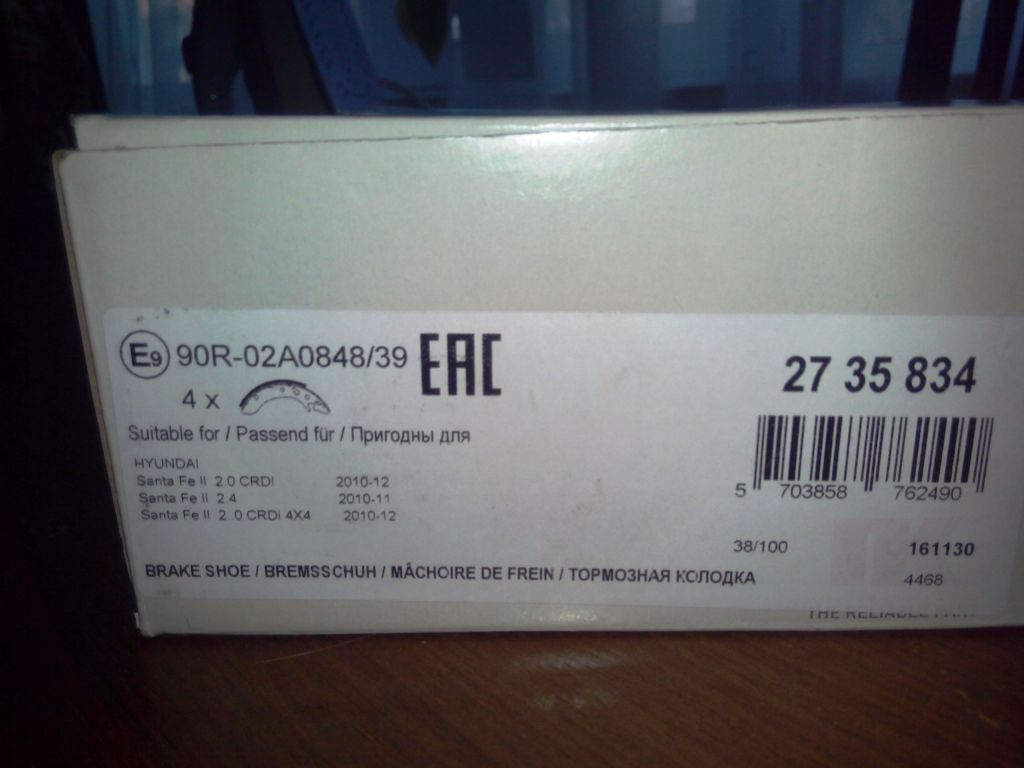 E9 90R-02A0848/39 EAC
27 35 834
4 x
Suitable for / Passend für / Пригодны для
HYUNDAI
Santa Fe II 2.0 CRDI 2010-12
Santa Fe II 2.4 2010-11
Santa Fe II 2..0 CRDi 4X4 2010-12
5 703858 762490
38/100 161130
4468
BRAKE SHOE / BREMSSCHUH / MÂCHOIRE DE FREIN / ТОРМОЗНАЯ КОЛОДКА
THE RELIABLE